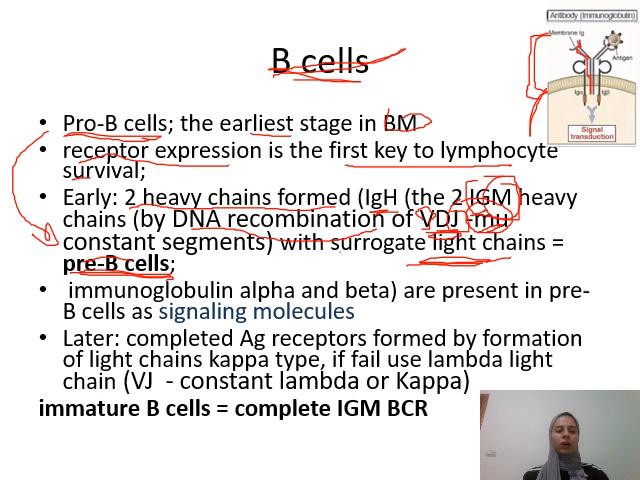 Antibody (Immunoglobulin)
Membrane Ig
Antigen
Igα
Igβ
Signal
transduction
B cells
• Pro-B cells; the earliest stage in BM
• receptor expression is the first key to lymphocyte
survival;
• Early: 2 heavy chains formed (IgH (the 2 IGM heavy
chains (by DNA recombination of VDJ -mu
constant segments) with surrogate light chains =
pre-B cells;
• immunoglobulin alpha and beta) are present in pre-
B cells as signaling molecules
• Later: completed Ag receptors formed by formation
of light chains kappa type, if fail use lambda light
chain (VJ - constant lambda or Kappa)
immature B cells = complete IGM BCR